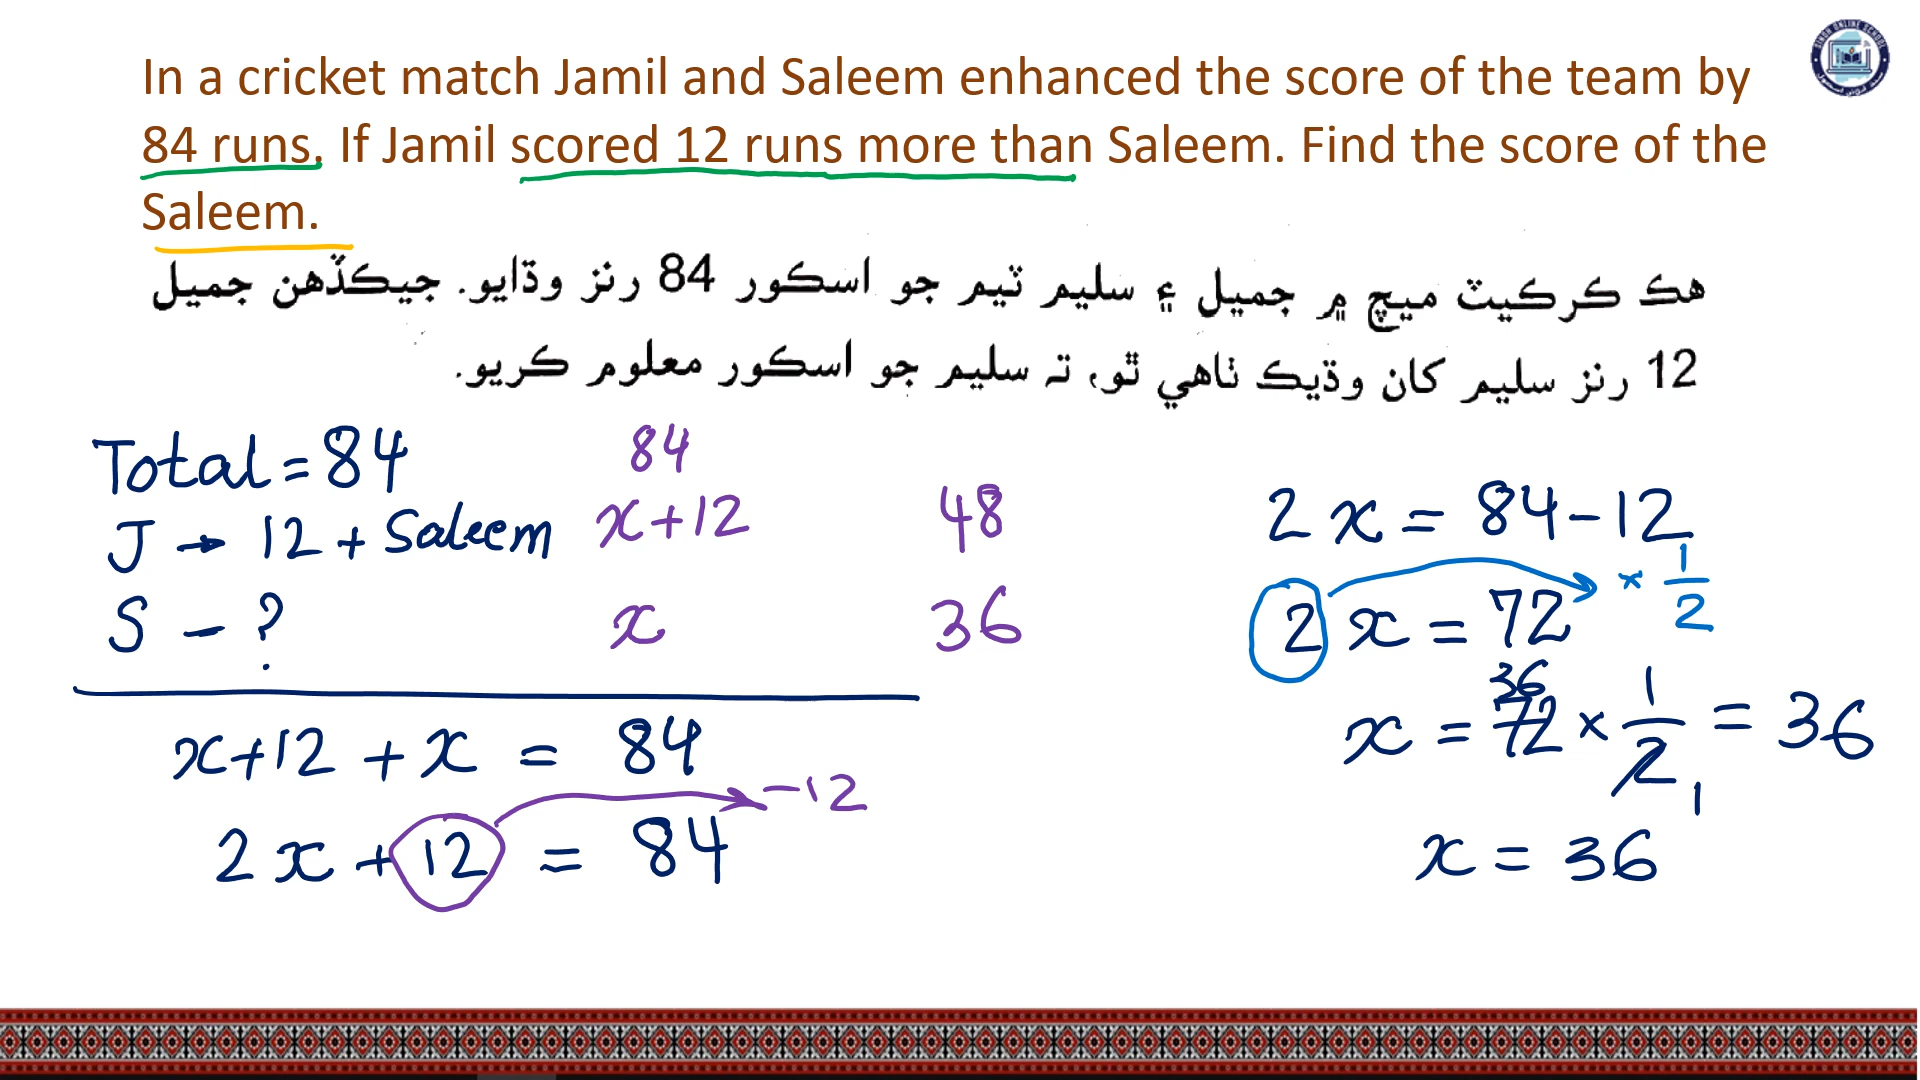 In a cricket match Jamil and Saleem enhanced the score of the team by
84 runs. If Jamil scored 12 runs more than Saleem. Find the score of the
Saleem.
هڪ ڪرڪيٽ ميچ ۾ جميل ۽ سليم ٽيم جو اسڪور 84 رنز وڌايو. جيڪڏهن جميل
12 رنز سليم کان وڌيڪ ٺاهي ٿو، ته سليم جو اسڪور معلوم ڪريو.
Total = 84
84
J → 12 + Saleem
x + 12
48
S - ?
x
36
x + 12 + x = 84
2x + 12 = 84
-12
2x = 84 - 12
2x = 72
× 1/2
36
x = 72 × 1/2 = 36
1
x = 36